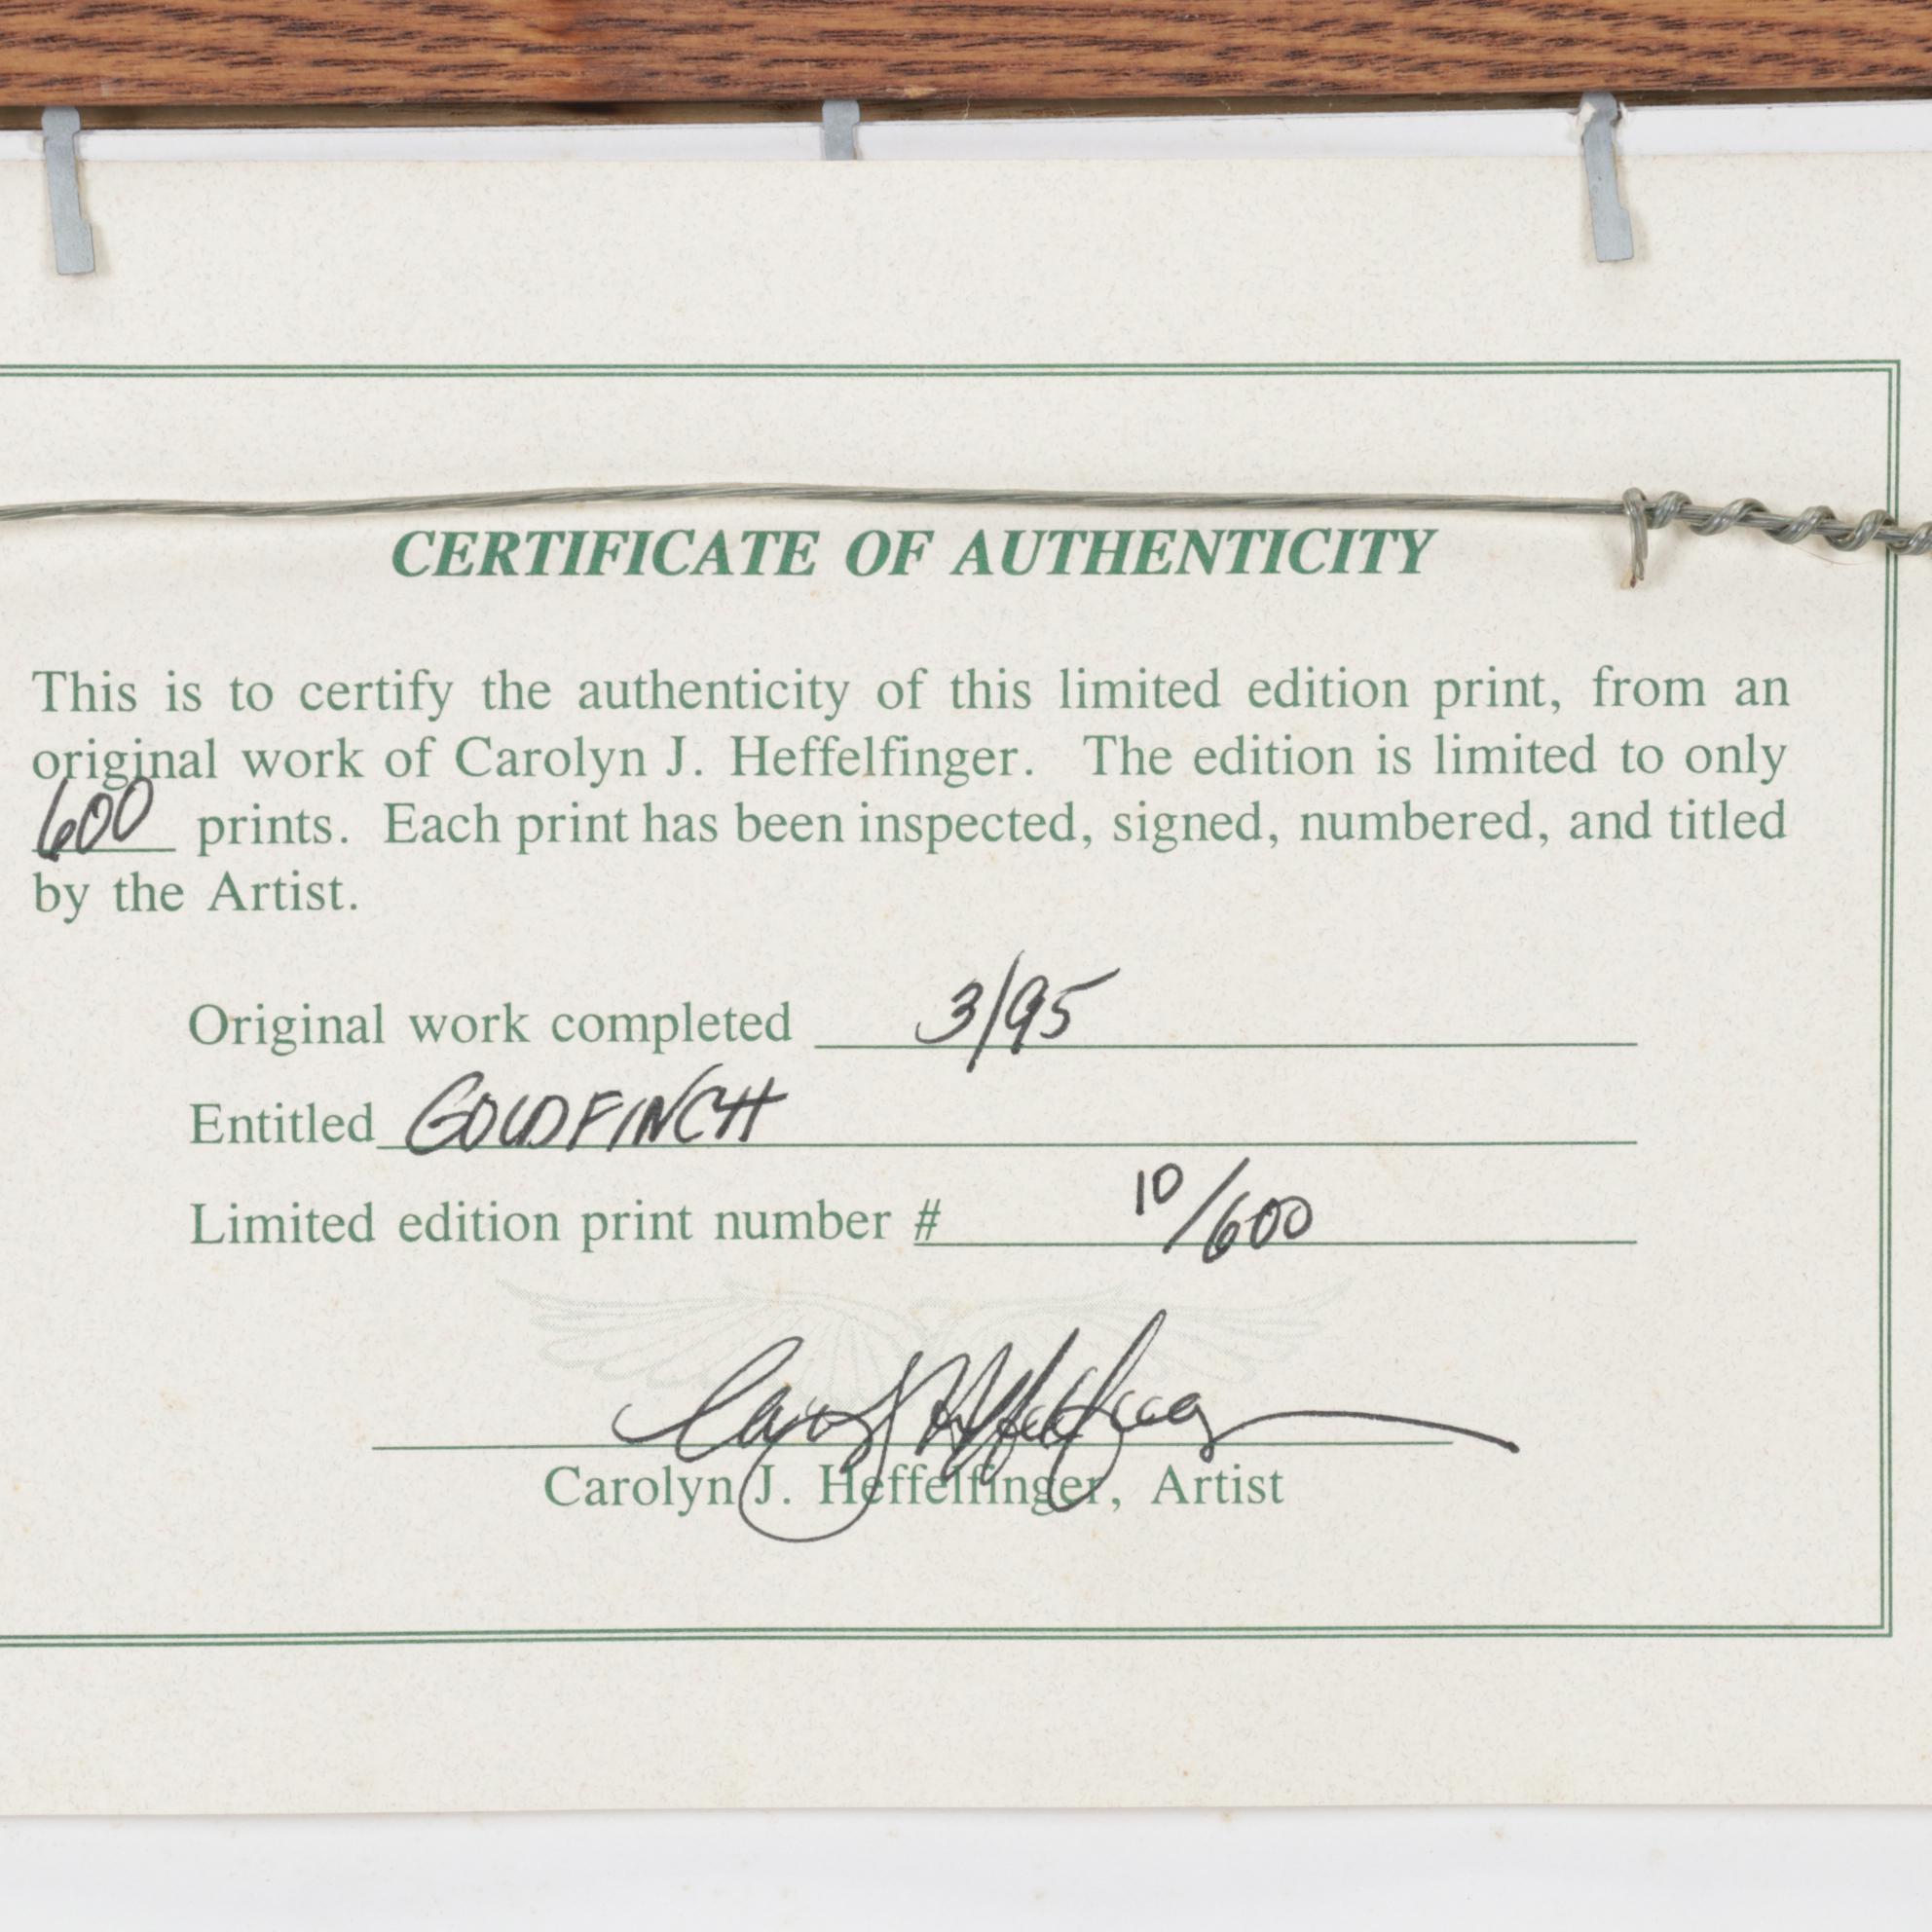 CERTIFICATE OF AUTHENTICITY
This is to certify the authenticity of this limited edition print, from an
original work of Carolyn J. Heffelfinger. The edition is limited to only
600 prints. Each print has been inspected, signed, numbered, and titled
by the Artist.
Original work completed 3/95
Entitled GOLDFINCH
Limited edition print number # 10/600
Carolyn J. Heffelfinger
Carolyn J. Heffelfinger, Artist